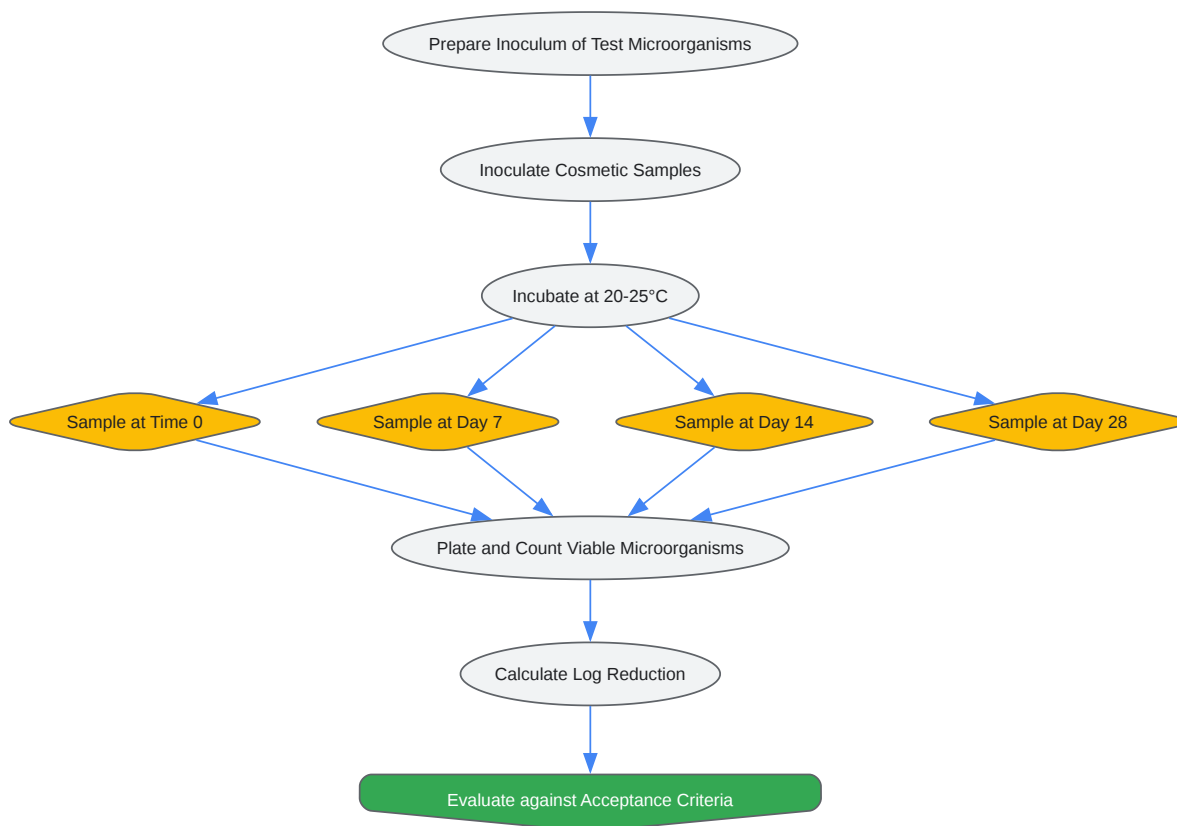 Prepare Inoculum of Test Microorganisms
Inoculate Cosmetic Samples
Incubate at 20-25°C
Sample at Time 0
Sample at Day 7
Sample at Day 14
Sample at Day 28
Plate and Count Viable Microorganisms
Calculate Log Reduction
Evaluate against Acceptance Criteria